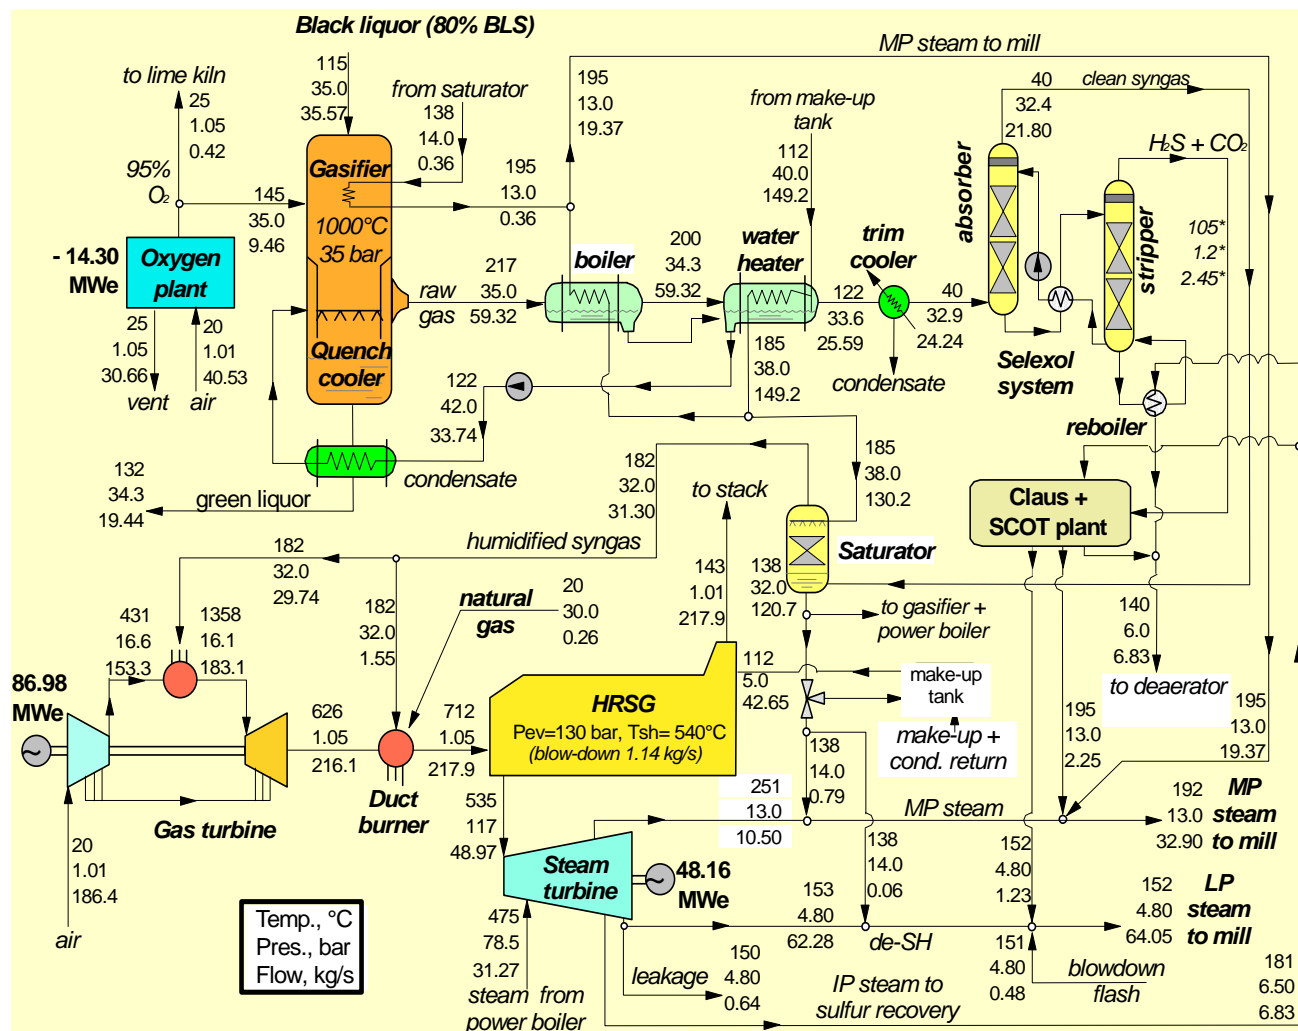 Black liquor (80% BLS)
MP steam to mill
to lime kiln
25
1.05
0.42
115
35.0
35.57
from saturator
138
14.0
0.36
195
13.0
19.37
from make-up
tank
112
40.0
149.2
40
32.4
21.80
clean syngas
H2S + CO2
95%
O2
145
35.0
9.46
Gasifier
1000°C
35 bar
195
13.0
0.36
absorber
stripper
105*
1.2*
2.45*
- 14.30
MWe
Oxygen
plant
217
35.0
59.32
raw
gas
boiler
200
34.3
59.32
water
heater
trim
cooler
122
33.6
25.59
40
32.9
24.24
condensate
Selexol
system
reboiler
25
1.05
30.66
vent
20
1.01
40.53
air
Quench
cooler
122
42.0
33.74
condensate
185
38.0
149.2
132
34.3
19.44
green liquor
182
32.0
31.30
to stack
185
38.0
130.2
Claus +
SCOT plant
humidified syngas
Saturator
182
32.0
29.74
182
32.0
1.55
natural
gas
20
30.0
0.26
143
1.01
217.9
138
32.0
120.7
to gasifier +
power boiler
140
6.0
6.83
to deaerator
431
16.6
153.3
1358
16.1
183.1
86.98
MWe
626
1.05
216.1
712
1.05
217.9
HRSG
Pev=130 bar, Tsh= 540°C
(blow-down 1.14 kg/s)
112
5.0
42.65
make-up
tank
make-up +
cond. return
195
13.0
2.25
195
13.0
19.37
Duct
burner
Gas turbine
20
1.01
186.4
air
535
117
48.97
251
13.0
10.50
138
14.0
0.79
MP steam
192
13.0
32.90
MP
steam
to mill
Steam
turbine
48.16
MWe
138
14.0
0.06
152
4.80
1.23
Temp., °C
Pres., bar
Flow, kg/s
475
78.5
31.27
steam from
power boiler
153
4.80
62.28
de-SH
152
4.80
64.05
LP
steam
to mill
150
4.80
0.64
leakage
151
4.80
0.48
blowdown
flash
IP steam to
sulfur recovery
181
6.50
6.83